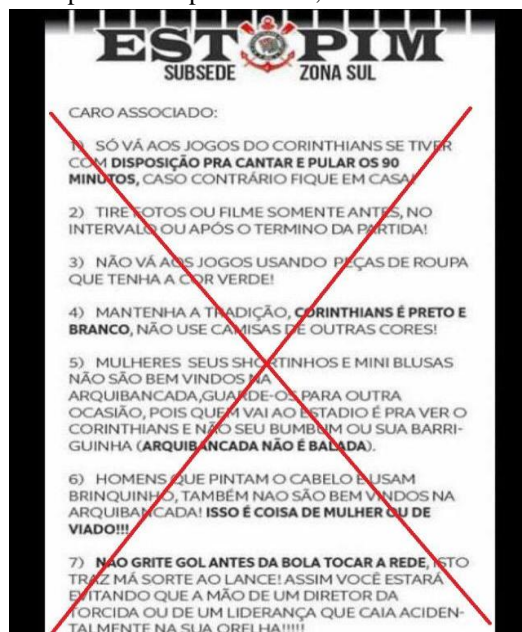 ESTOPIM
SUBSEDE ZONA SUL
CARO ASSOCIADO:
1) SÓ VÁ AOS JOGOS DO CORINTHIANS SE TIVER
COM DISPOSIÇÃO PRA CANTAR E PULAR OS 90
MINUTOS, CASO CONTRÁRIO FIQUE EM CASA!
2) TIRE FOTOS OU FILME SOMENTE ANTES, NO
INTERVALO OU APÓS O TERMINO DA PARTIDA!
3) NÃO VÁ AOS JOGOS USANDO PEÇAS DE ROUPA
QUE TENHA A COR VERDE!
4) MANTENHA A TRADIÇÃO, CORINTHIANS É PRETO E
BRANCO, NÃO USE CAMISAS DE OUTRAS CORES!
5) MULHERES SEUS SHORTINHOS E MINI BLUSAS
NÃO SÃO BEM VINDOS NA
ARQUIBANCADA,GUARDE-OS PARA OUTRA
OCASIÃO, POIS QUEM VAI AO ESTADIO É PRA VER O
CORINTHIANS E NÃO SEU BUMBUM OU SUA BARRI-
GUINHA (ARQUIBANCADA NÃO É BALADA).
6) HOMENS QUE PINTAM O CABELO E USAM
BRINQUINHO, TAMBÉM NAO SÃO BEM VINDOS NA
ARQUIBANCADA! ISSO É COISA DE MULHER OU DE
VIADO!!!
7) NÃO GRITE GOL ANTES DA BOLA TOCAR A REDE, ISTO
TRAZ MÁ SORTE AO LANCE! ASSIM VOCÊ ESTARÁ
EVITANDO QUE A MÃO DE UM DIRETOR DA
TORCIDA OU DE UM LIDERANÇA QUE CAIA ACIDEN-
TALMENTE NA SUA ORELHA!!!!!